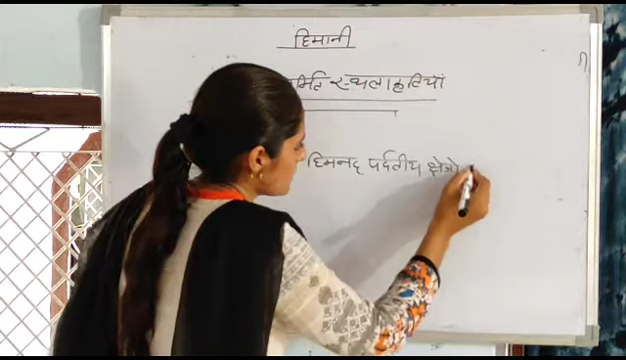 हिमानी
र्मित स्थलाकृतियां
हिमनद पर्वतीय क्षेत्रो